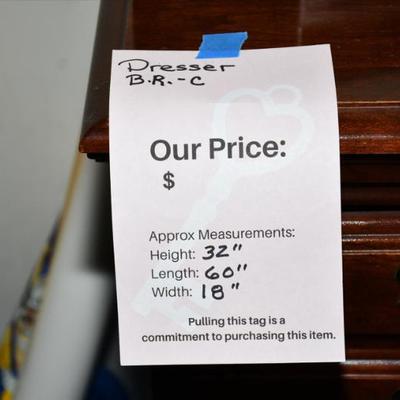 Dresser
B.R.-C
Our Price:
$
Approx Measurements:
Height: 32"
Length: 60"
Width: 18"
Pulling this tag is a
commitment to purchasing this item.